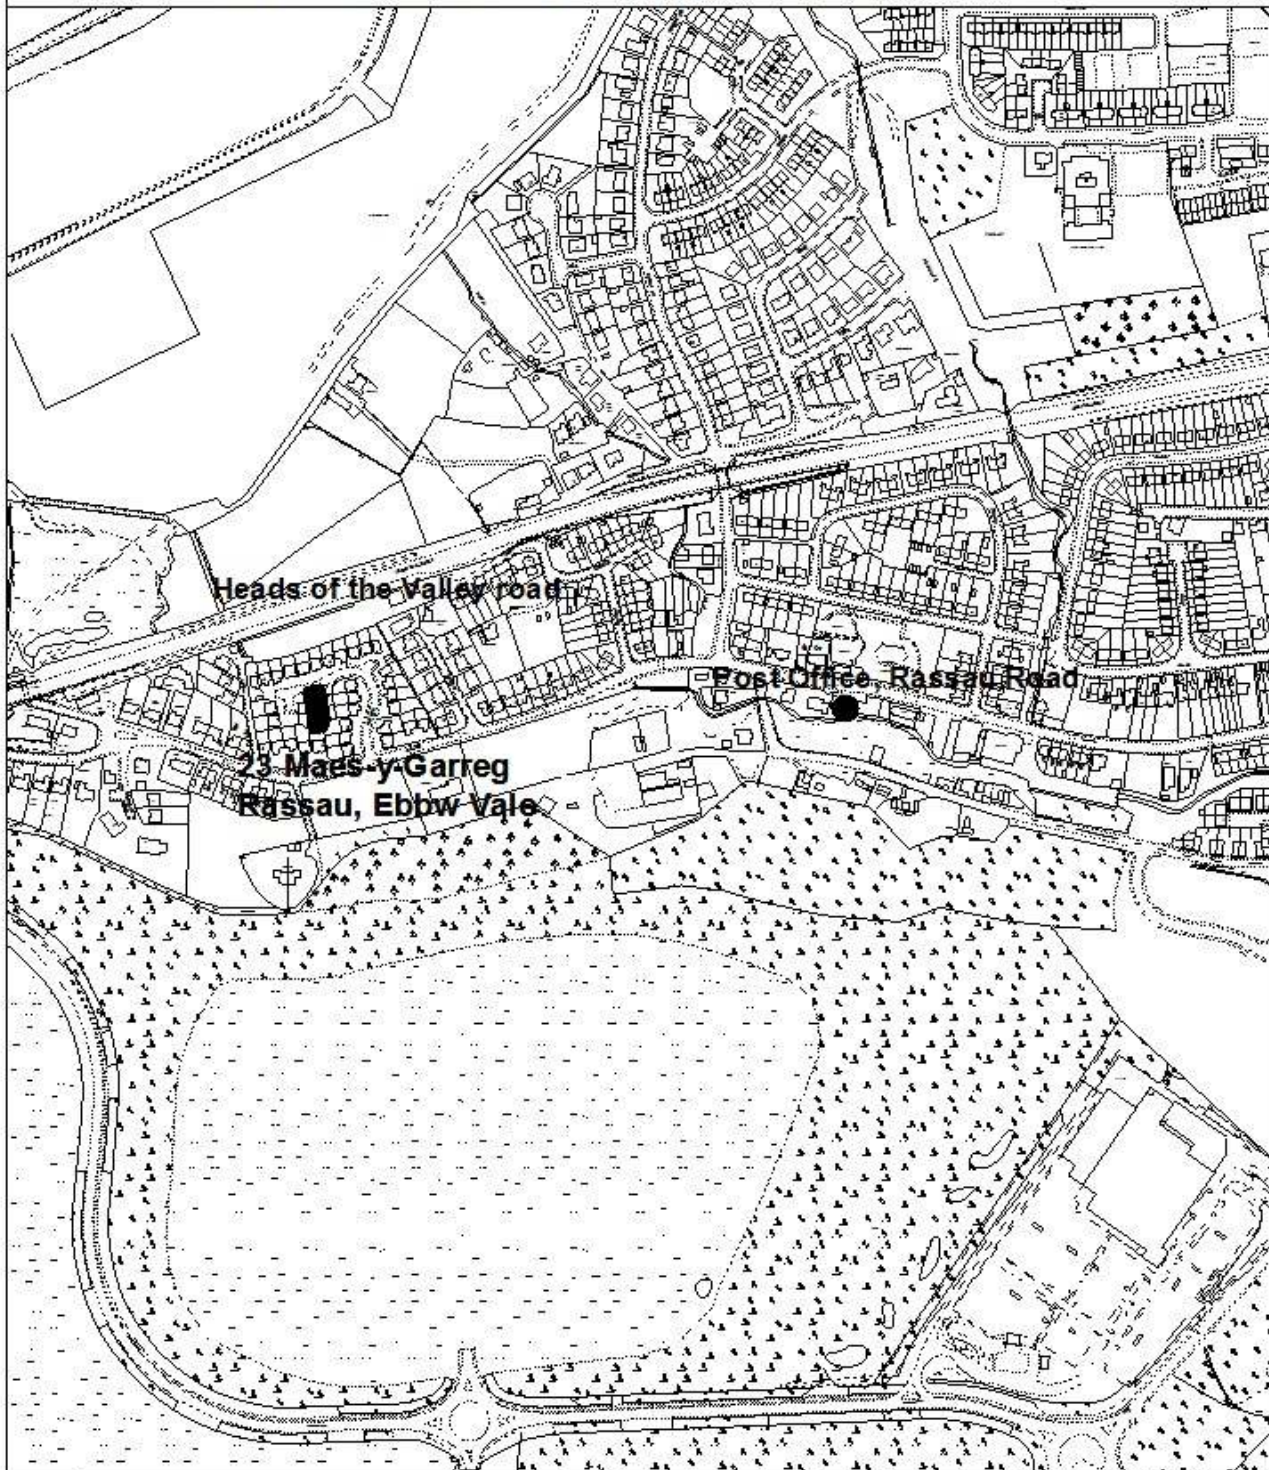 Heads of the Valley road
Post Office, Rassau Road
23 Maes-y-Garreg
Rassau, Ebbw Vale